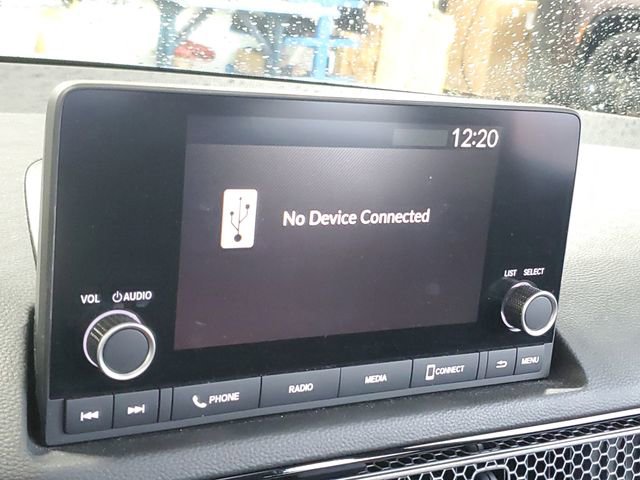 12:20
No Device Connected
VOL AUDIO
LIST SELECT
PHONE RADIO MEDIA CONNECT MENU